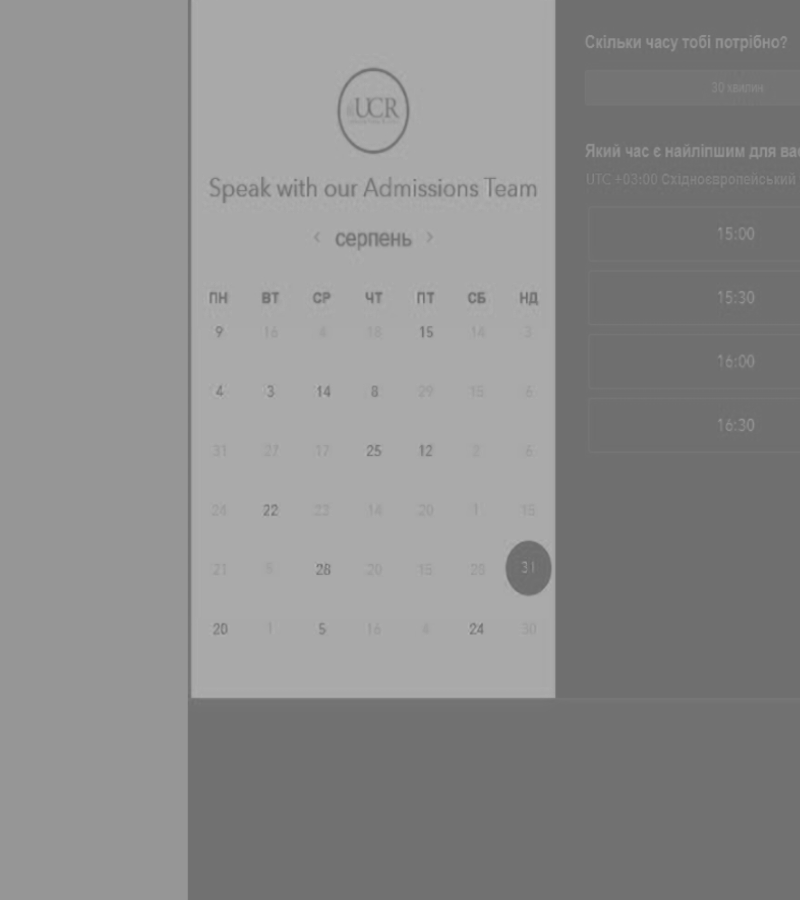 UCR
Speak with our Admissions Team
‹ серпень ›
ПН ВТ СР ЧТ ПТ СБ НД
9 16 4 18 15 14 3
4 3 14 8 29 15 6
31 27 17 25 12 2 6
24 22 23 14 20 1 15
21 5 28 20 15 28 31
20 1 5 16 4 24 30
Скільки часу тобі потрібно?
30 хвилин
Який час є найліпшим для вас
UTC +03:00 Східноєвропейський
15:00
15:30
16:00
16:30